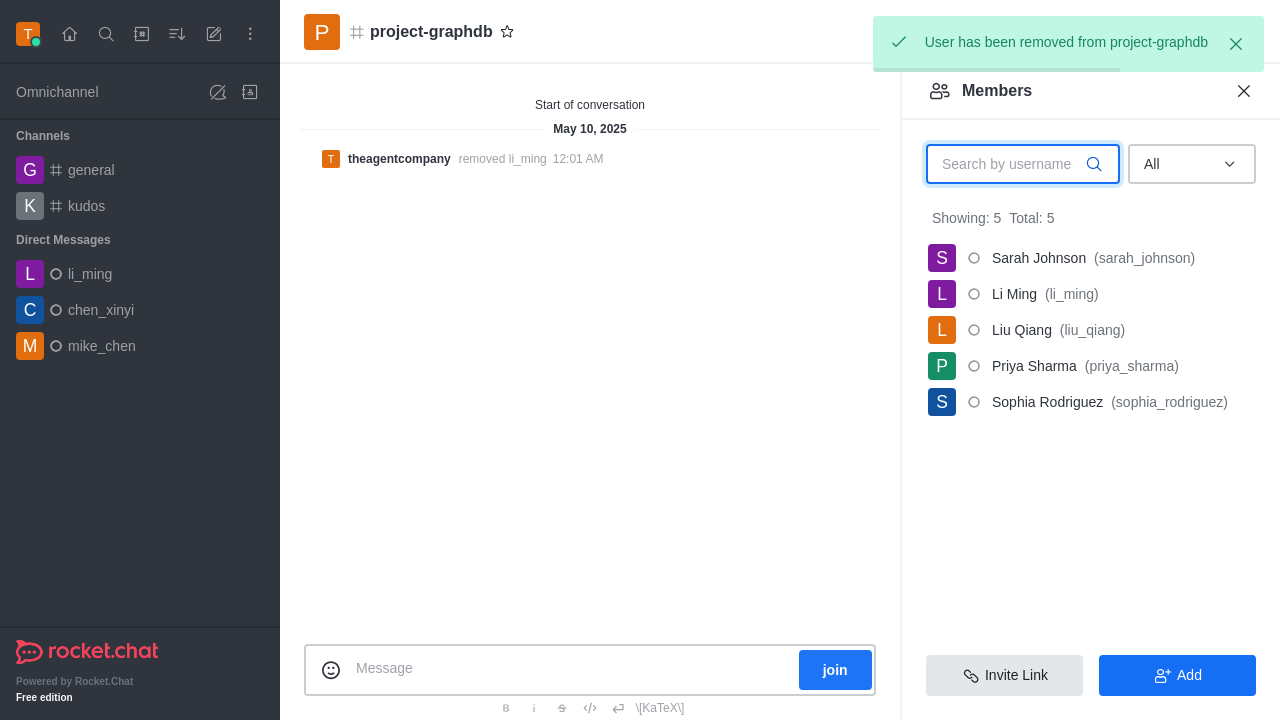 T
Omnichannel
Channels
G general
K kudos
Direct Messages
L li_ming
C chen_xinyi
M mike_chen
rocket.chat
Powered by Rocket.Chat
Free edition
P project-graphdb
User has been removed from project-graphdb
Start of conversation
May 10, 2025
T theagentcompany removed li_ming 12:01 AM
Message
join
B i S </> \[KaTeX\]
Members
Search by username
All
Showing: 5 Total: 5
S Sarah Johnson (sarah_johnson)
L Li Ming (li_ming)
L Liu Qiang (liu_qiang)
P Priya Sharma (priya_sharma)
S Sophia Rodriguez (sophia_rodriguez)
Invite Link
Add